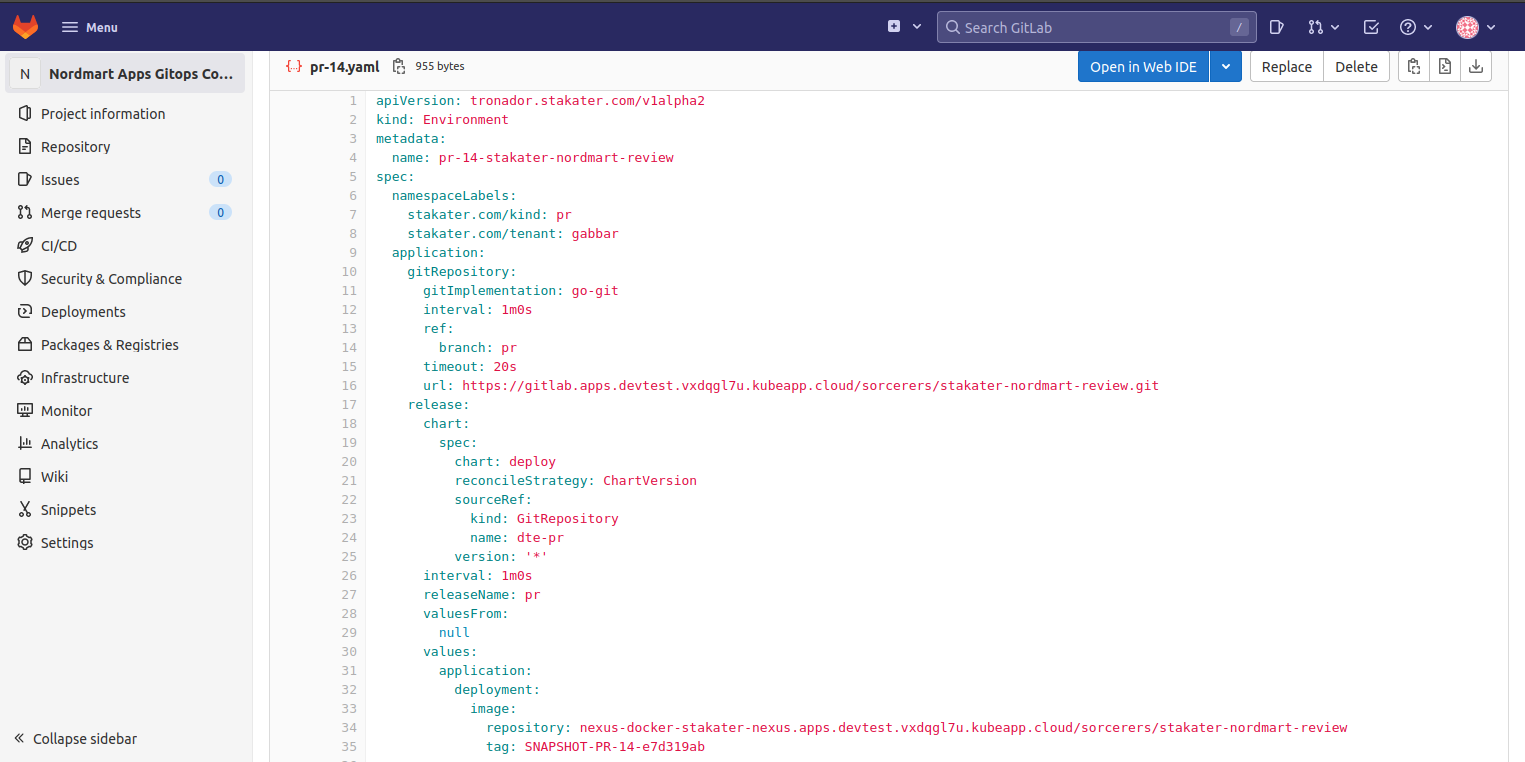 Menu
Search GitLab /
N Nordmart Apps Gitops Co...
Project information
Repository
Issues 0
Merge requests 0
CI/CD
Security & Compliance
Deployments
Packages & Registries
Infrastructure
Monitor
Analytics
Wiki
Snippets
Settings
Collapse sidebar
pr-14.yaml 955 bytes Open in Web IDE Replace Delete
1 apiVersion: tronador.stakater.com/v1alpha2
2 kind: Environment
3 metadata:
4   name: pr-14-stakater-nordmart-review
5 spec:
6   namespaceLabels:
7     stakater.com/kind: pr
8     stakater.com/tenant: gabbar
9   application:
10     gitRepository:
11       gitImplementation: go-git
12       interval: 1m0s
13       ref:
14         branch: pr
15       timeout: 20s
16       url: https://gitlab.apps.devtest.vxdqgl7u.kubeapp.cloud/sorcerers/stakater-nordmart-review.git
17     release:
18       chart:
19         spec:
20           chart: deploy
21           reconcileStrategy: ChartVersion
22           sourceRef:
23             kind: GitRepository
24             name: dte-pr
25           version: '*'
26       interval: 1m0s
27       releaseName: pr
28       valuesFrom:
29         null
30       values:
31         application:
32           deployment:
33             image:
34               repository: nexus-docker-stakater-nexus.apps.devtest.vxdqgl7u.kubeapp.cloud/sorcerers/stakater-nordmart-review
35               tag: SNAPSHOT-PR-14-e7d319ab